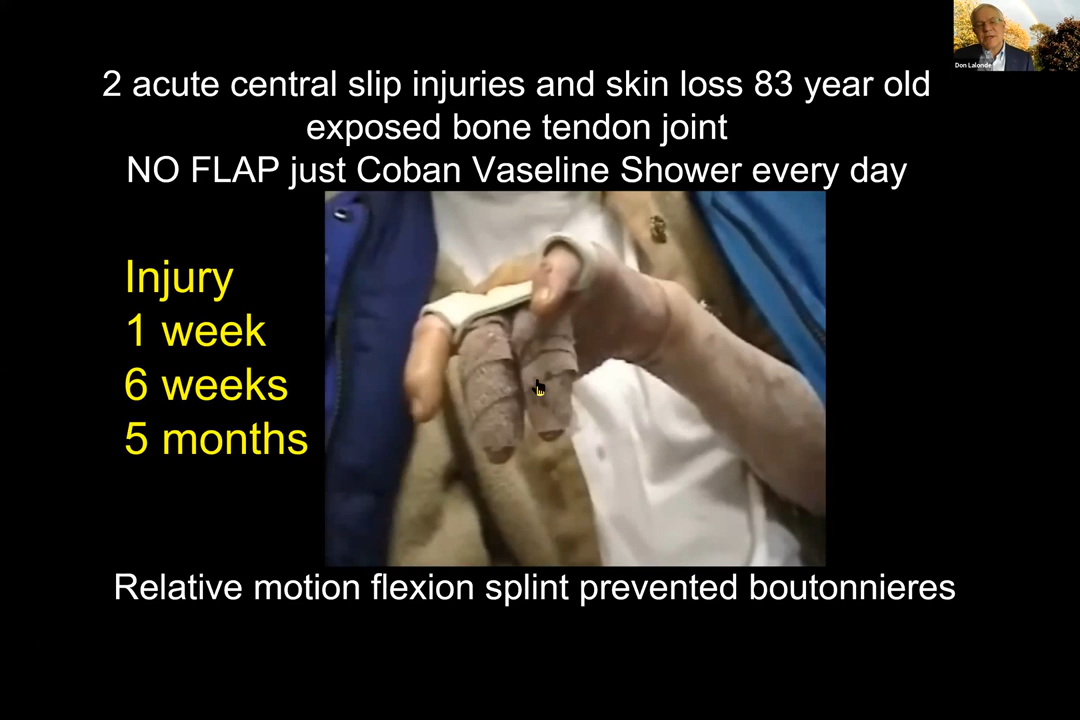 Don Lalonde
2 acute central slip injuries and skin loss 83 year old
exposed bone tendon joint
NO FLAP just Coban Vaseline Shower every day
Injury
1 week
6 weeks
5 months
Relative motion flexion splint prevented boutonnieres